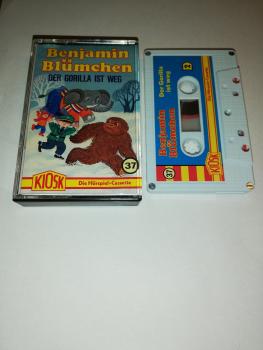 Benjamin
Blümchen
DER GORILLA IST WEG
37
KIOSK
Die Hörspiel-Cassette
Der Gorilla
ist weg
2
Benjamin
Blümchen
37
KIOSK